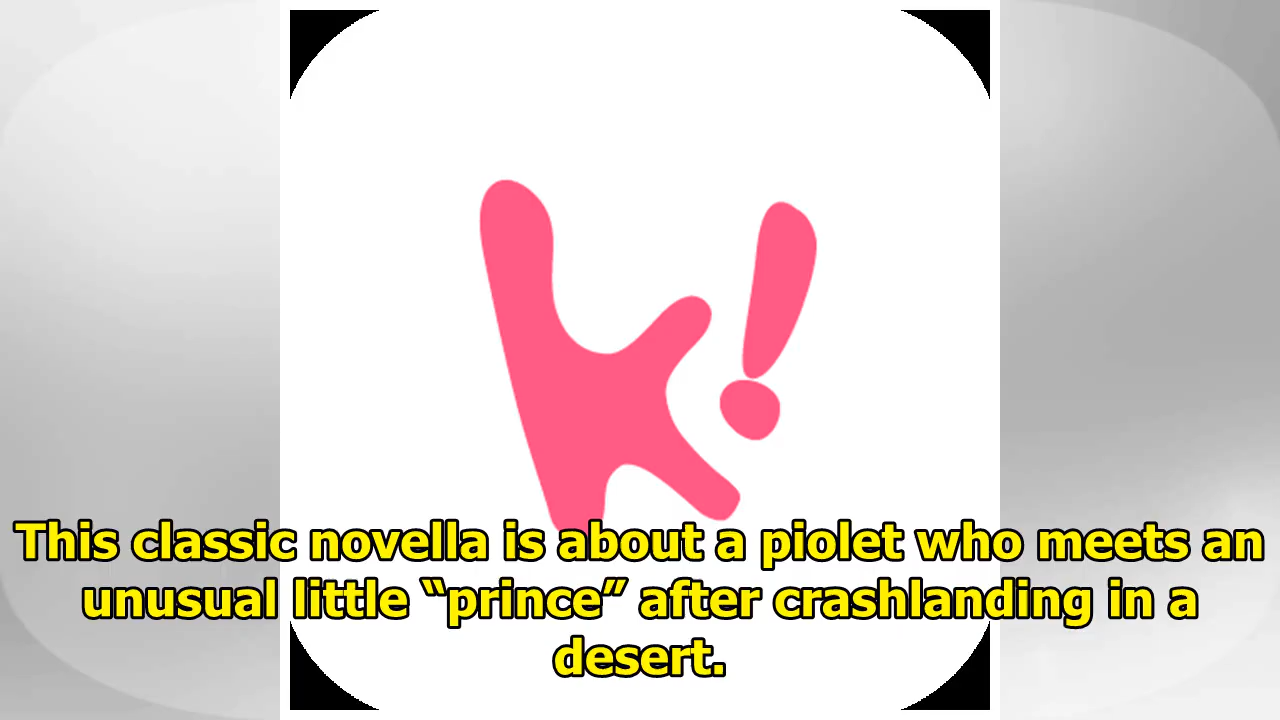 k!
This classic novella is about a piolet who meets an
unusual little “prince” after crashlanding in a
desert.